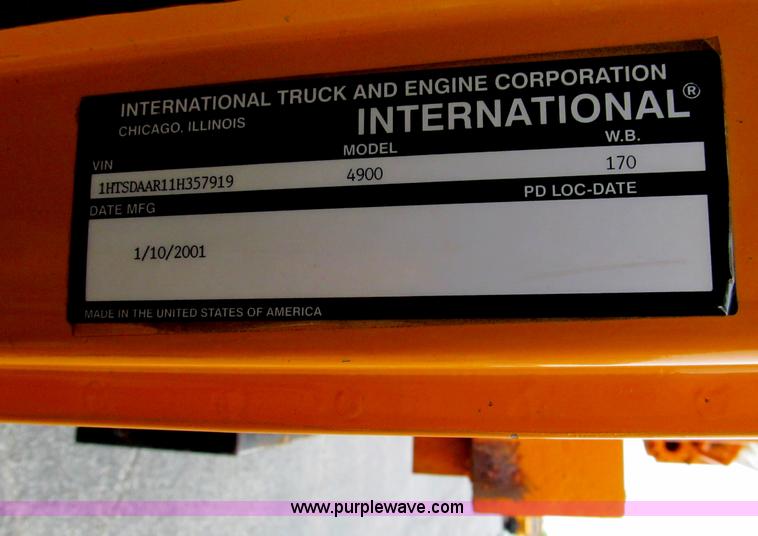 INTERNATIONAL TRUCK AND ENGINE CORPORATION
CHICAGO, ILLINOIS
INTERNATIONAL®
VIN MODEL W.B.
1HTSDAAR11H357919 4900 170
DATE MFG PD LOC-DATE
1/10/2001
MADE IN THE UNITED STATES OF AMERICA
www.purplewave.com